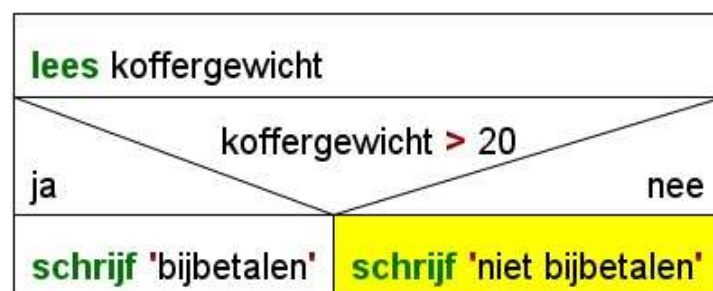 lees koffergewicht
koffergewicht > 20
ja nee
schrijf 'bijbetalen' schrijf 'niet bijbetalen'